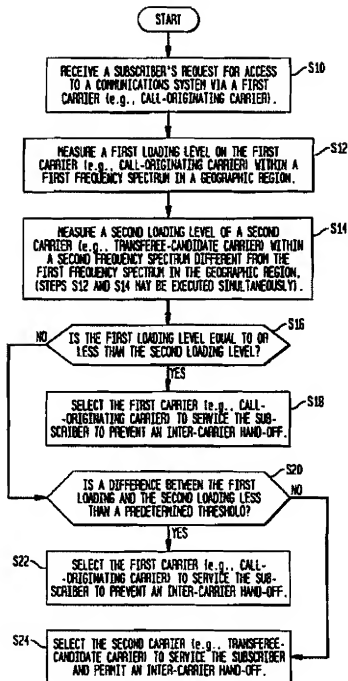 START
RECEIVE A SUBSCRIBER'S REQUEST FOR ACCESS
TO A COMMUNICATIONS SYSTEM VIA A FIRST
CARRIER (e.g., CALL-ORIGINATING CARRIER).
S10
MEASURE A FIRST LOADING LEVEL ON THE FIRST
CARRIER (e.g., CALL-ORIGINATING CARRIER) WITHIN A
FIRST FREQUENCY SPECTRUM IN A GEOGRAPHIC REGION.
S12
MEASURE A SECOND LOADING LEVEL OF A SECOND
CARRIER (e.g., TRANSFEREE-CANDIDATE CARRIER) WITHIN
A SECOND FREQUENCY SPECTRUM DIFFERENT FROM THE
FIRST FREQUENCY SPECTRUM IN THE GEOGRAPHIC REGION.
(STEPS S12 AND S14 MAY BE EXECUTED SIMULTANEOUSLY).
S14
IS THE FIRST LOADING LEVEL EQUAL TO OR
LESS THAN THE SECOND LOADING LEVEL?
S16
NO
YES
SELECT THE FIRST CARRIER (e.g., CALL-
-ORIGINATING CARRIER) TO SERVICE THE SUB-
SCRIBER TO PREVENT AN INTER-CARRIER HAND-OFF.
S18
IS A DIFFERENCE BETWEEN THE FIRST
LOADING AND THE SECOND LOADING LESS
THAN A PREDETERMINED THRESHOLD?
S20
NO
YES
S22
SELECT THE FIRST CARRIER (e.g., CALL-
-ORIGINATING CARRIER) TO SERVICE THE SUB-
SCRIBER TO PREVENT AN INTER-CARRIER HAND-OFF.
S24
SELECT THE SECOND CARRIER (e.g., TRANSFEREE-
CANDIDATE CARRIER) TO SERVICE THE SUBSCRIBER
AND PERMIT AN INTER-CARRIER HAND-OFF.